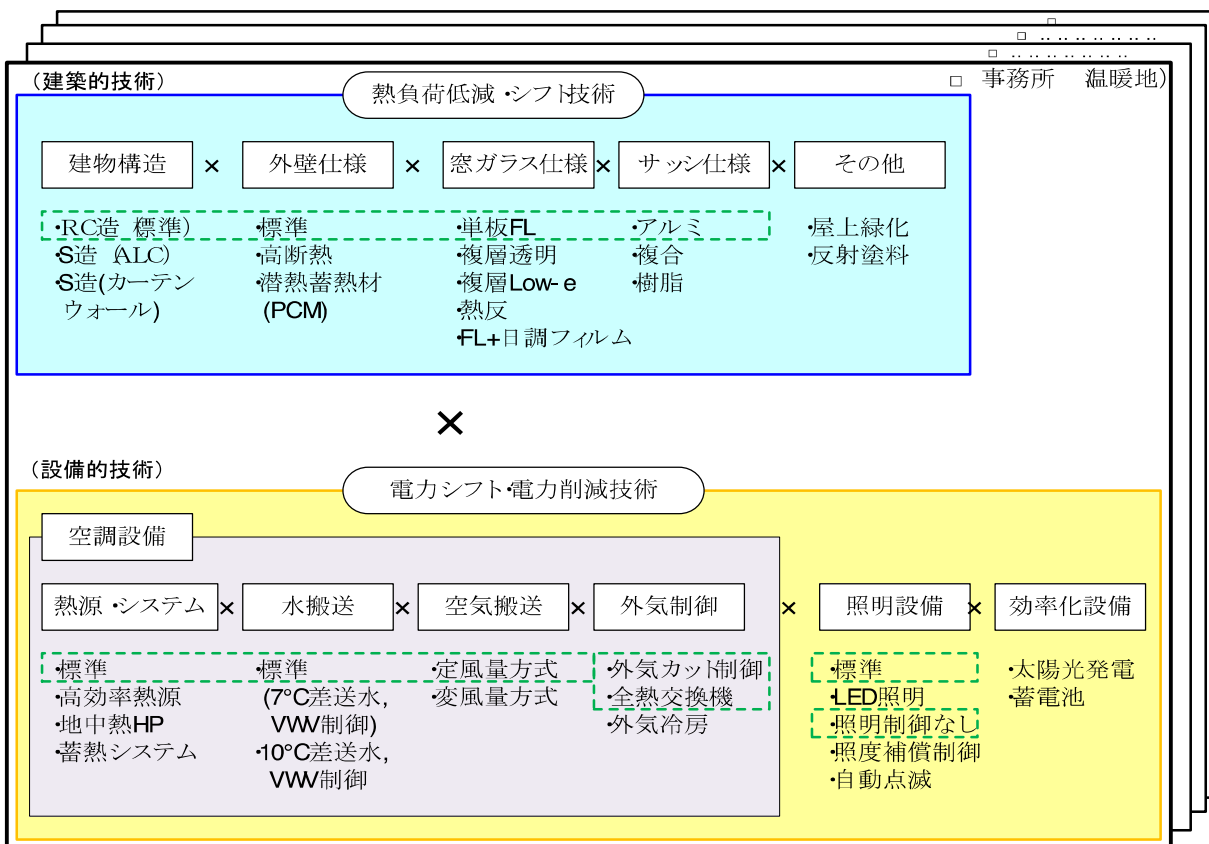 □
□ ‥‥‥‥‥‥‥‥
□ ‥‥‥‥‥‥‥‥
□ 事務所 温暖地)
(建築的技術)
熱負荷低減・シフト技術
建物構造 × 外壁仕様 × 窓ガラス仕様 × サッシ仕様 × その他
・RC造 標準)
・S造 (ALC)
・S造(カーテン
ウォール)
・標準
・高断熱
・潜熱蓄熱材
(PCM)
・単板FL
・複層透明
・複層Low-e
・熱反
・FL+日調フィルム
・アルミ
・複合
・樹脂
・屋上緑化
・反射塗料
×
(設備的技術)
電力シフト・電力削減技術
空調設備
熱源・システム × 水搬送 × 空気搬送 × 外気制御 × 照明設備 × 効率化設備
・標準
・高効率熱源
・地中熱HP
・蓄熱システム
・標準
(7°C差送水,
VWV制御)
・10°C差送水,
VWV制御
・定風量方式
・変風量方式
・外気カット制御
・全熱交換機
・外気冷房
・標準
・LED照明
・照明制御なし
・照度補償制御
・自動点滅
・太陽光発電
・蓄電池